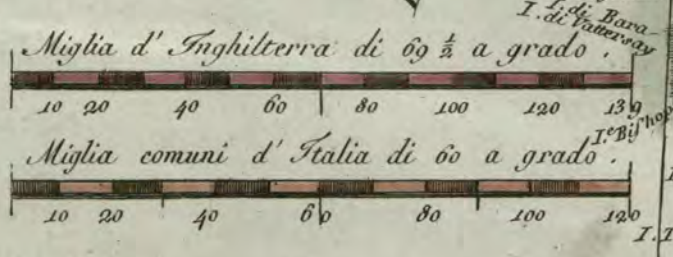 I. di Bara-
I. di Vattersay
Miglia d' Inghilterra di 69 ½ a grado.
10 20 40 60 80 100 120 139
I.e Bishop
Miglia comuni d' Italia di 60 a grado.
10 20 40 60 80 100 120